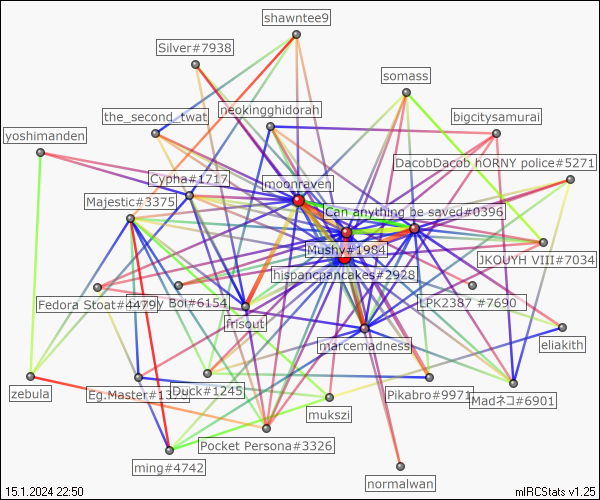 shawntee9
Silver#7938
somass
neokingghidorah
the_second_twat
bigcitysamurai
yoshimanden
DacobDacob hORNY police#5271
Cypha#1717
moonraven
Majestic#3375
Can anything be saved#0396
Mushy#1984
JKOUYH VIII#7034
hispancpancakes#2928
Fedora Stoat#4479
Boi#6154
LPK2387 #7690
frisout
marcemadness
eliakith
zebula
Eg.Master#1323
Duck#1245
Pikabro#9971
Madネコ#6901
mukszi
Pocket Persona#3326
ming#4742
normalwan
15.1.2024 22:50
mIRCStats v1.25